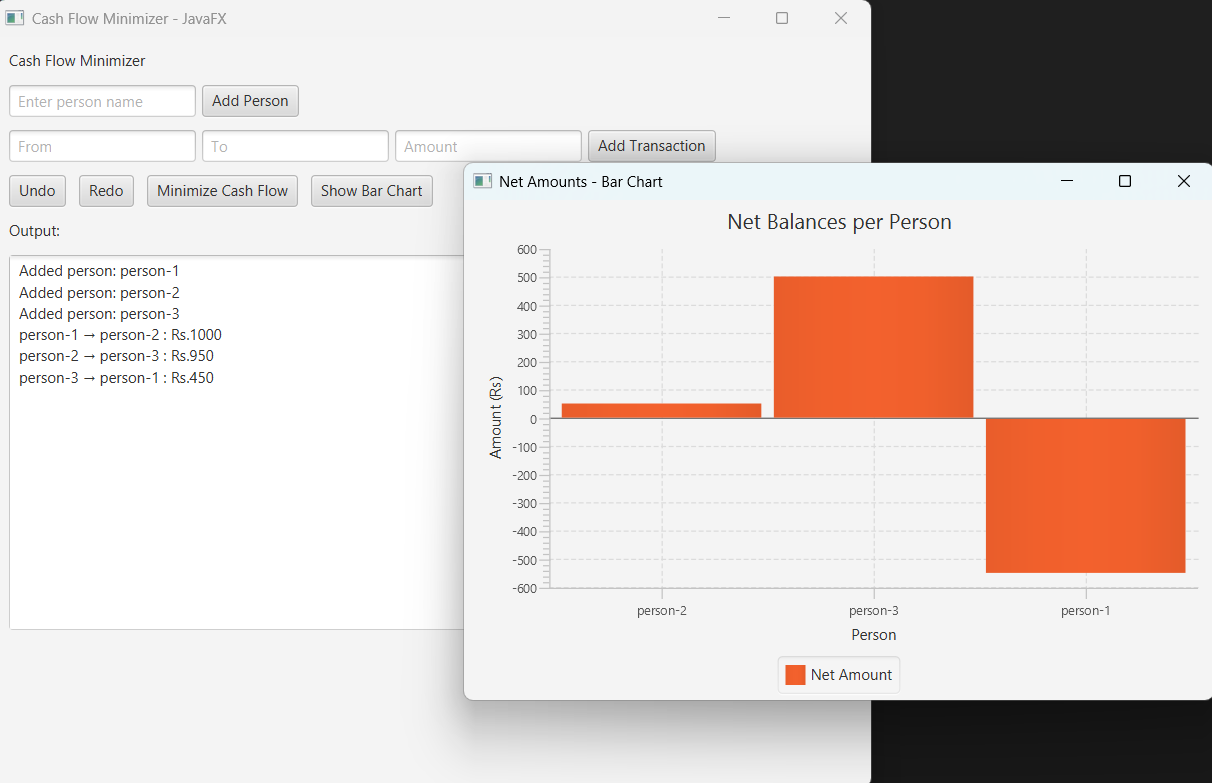 Cash Flow Minimizer - JavaFX
Cash Flow Minimizer
Enter person name Add Person
From To Amount Add Transaction
Undo Redo Minimize Cash Flow Show Bar Chart
Output:
Added person: person-1
Added person: person-2
Added person: person-3
person-1 → person-2 : Rs.1000
person-2 → person-3 : Rs.950
person-3 → person-1 : Rs.450
Net Amounts - Bar Chart
Net Balances per Person
Amount (Rs)
600
500
400
300
200
100
0
-100
-200
-300
-400
-500
-600
person-2 person-3 person-1
Person
Net Amount